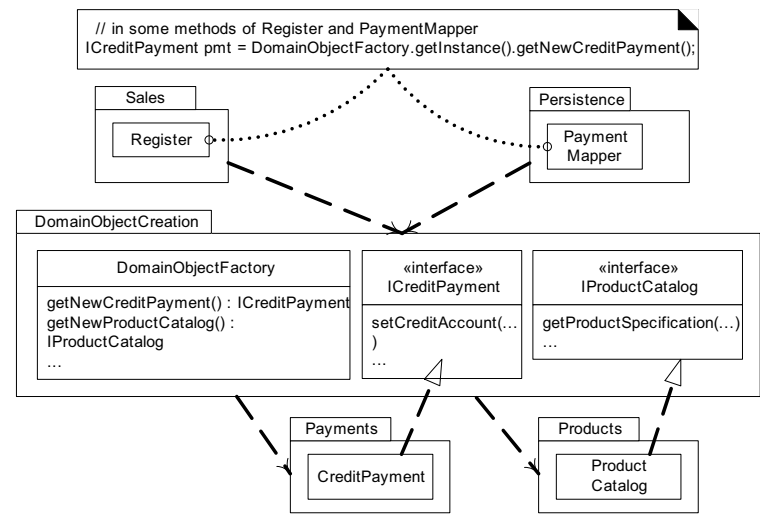 // in some methods of Register and PaymentMapper
ICreditPayment pmt = DomainObjectFactory.getInstance().getNewCreditPayment();
Sales
Register
Persistence
Payment
Mapper
DomainObjectCreation
DomainObjectFactory
getNewCreditPayment() : ICreditPayment
getNewProductCatalog() :
IProductCatalog
...
«interface»
ICreditPayment
setCreditAccount(...
)
...
«interface»
IProductCatalog
getProductSpecification(...)
...
Payments
CreditPayment
Products
Product
Catalog